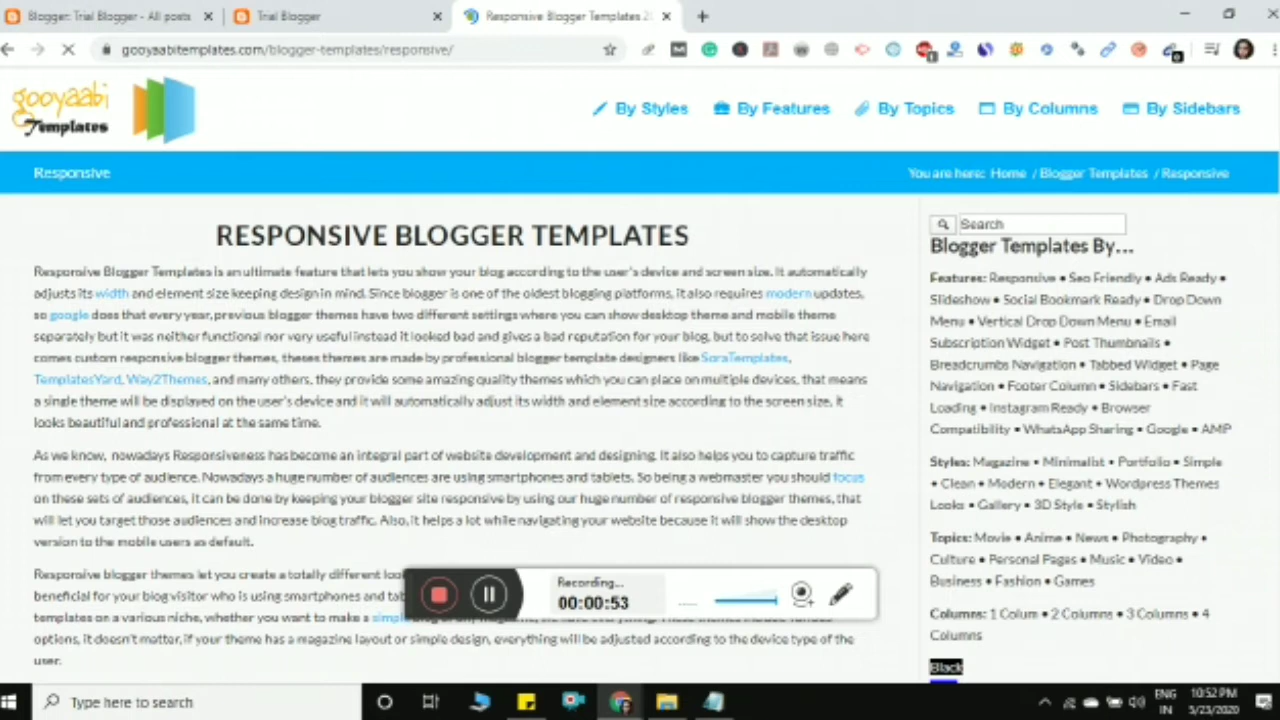 Blogger: Trial Blogger - All posts
Trial Blogger
Responsive Blogger Templates 2
gooyaabitemplates.com/blogger-templates/responsive/
gooyaabi
Templates
By Styles
By Features
By Topics
By Columns
By Sidebars
Responsive
You are here: Home / Blogger Templates / Responsive
RESPONSIVE BLOGGER TEMPLATES
Responsive Blogger Templates is an ultimate feature that lets you show your blog according to the user's device and screen size. It automatically
adjusts its width and element size keeping design in mind. Since blogger is one of the oldest blogging platforms, it also requires modern updates,
so google does that every year, previous blogger themes have two different settings where you can show desktop theme and mobile theme
separately but it was neither functional nor very useful instead it looked bad and gives a bad reputation for your blog, but to solve that issue here
comes custom responsive blogger themes, theses themes are made by professional blogger template designers like SoraTemplates,
TemplatesYard, Way2Themes, and many others, they provide some amazing quality themes which you can place on multiple devices, that means
a single theme will be displayed on the user's device and it will automatically adjust its width and element size according to the screen size, it
looks beautiful and professional at the same time.
As we know, nowadays Responsiveness has become an integral part of website development and designing. It also helps you to capture traffic
from every type of audience. Nowadays a huge number of audiences are using smartphones and tablets. So being a webmaster you should focus
on these sets of audiences, it can be done by keeping your blogger site responsive by using our huge number of responsive blogger themes, that
will let you target those audiences and increase blog traffic. Also, it helps a lot while navigating your website because it will show the desktop
version to the mobile users as default.
Responsive blogger themes let you create a totally different loo
beneficial for your blog visitor who is using smartphones and tab
templates on a various niche, whether you want to make a simpl
options, it doesn't matter, if your theme has a magazine layout or simple design, everything will be adjusted according to the device type of the
user.
Search
Blogger Templates By...
Features: Responsive • Seo Friendly • Ads Ready •
Slideshow • Social Bookmark Ready • Drop Down
Menu • Vertical Drop Down Menu • Email
Subscription Widget • Post Thumbnails •
Breadcrumbs Navigation • Tabbed Widget • Page
Navigation • Footer Column • Sidebars • Fast
Loading • Instagram Ready • Browser
Compatibility • WhatsApp Sharing • Google • AMP
Styles: Magazine • Minimalist • Portfolio • Simple
• Clean • Modern • Elegant • Wordpress Themes
Looks • Gallery • 3D Style • Stylish
Topics: Movie • Anime • News • Photography •
Culture • Personal Pages • Music • Video •
Business • Fashion • Games
Columns: 1 Colum • 2 Columns • 3 Columns • 4
Columns
Black
Recording...
00:00:53
Type here to search
ENG
IN
10:52 PM
5/23/2020